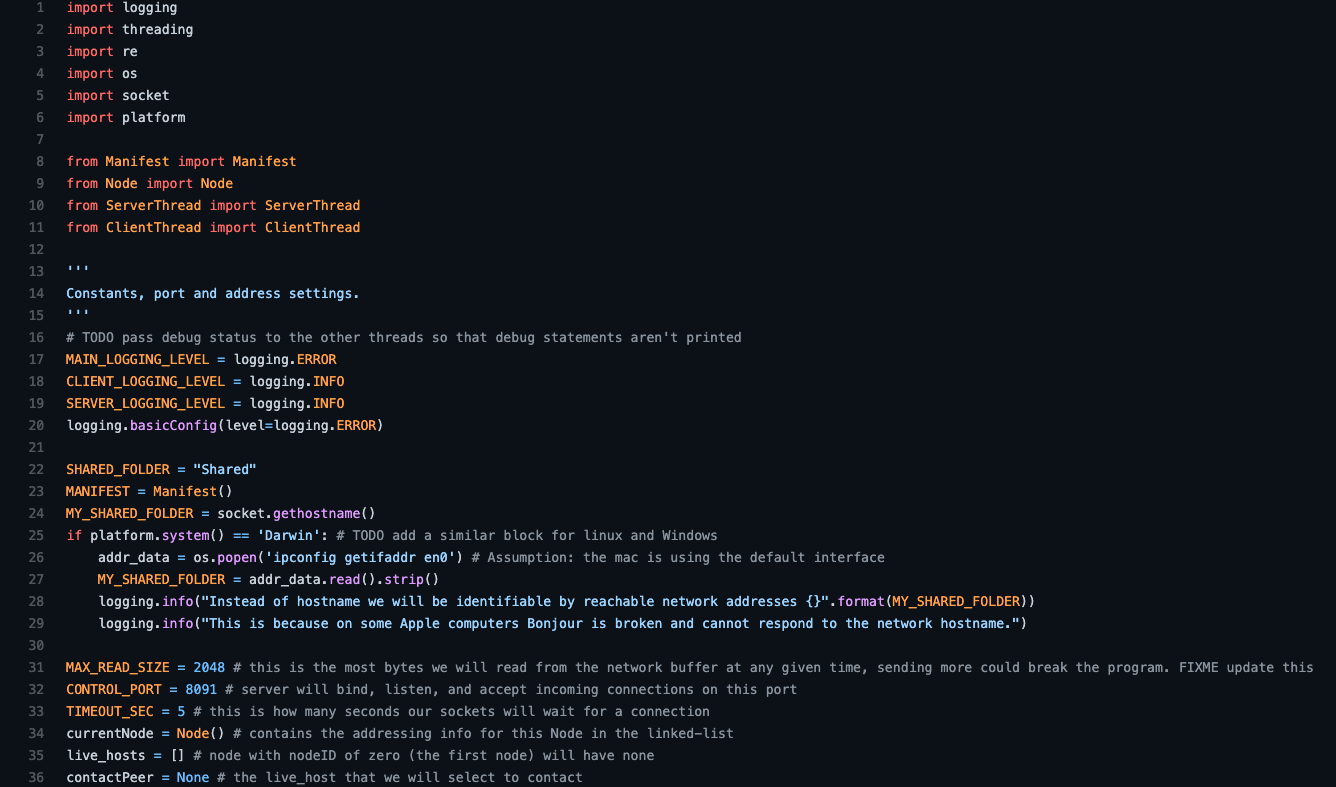 1 import logging
2 import threading
3 import re
4 import os
5 import socket
6 import platform
7
8 from Manifest import Manifest
9 from Node import Node
10 from ServerThread import ServerThread
11 from ClientThread import ClientThread
12
13 '''
14 Constants, port and address settings.
15 '''
16 # TODO pass debug status to the other threads so that debug statements aren't printed
17 MAIN_LOGGING_LEVEL = logging.ERROR
18 CLIENT_LOGGING_LEVEL = logging.INFO
19 SERVER_LOGGING_LEVEL = logging.INFO
20 logging.basicConfig(level=logging.ERROR)
21
22 SHARED_FOLDER = "Shared"
23 MANIFEST = Manifest()
24 MY_SHARED_FOLDER = socket.gethostname()
25 if platform.system() == 'Darwin': # TODO add a similar block for linux and Windows
26     addr_data = os.popen('ipconfig getifaddr en0') # Assumption: the mac is using the default interface
27     MY_SHARED_FOLDER = addr_data.read().strip()
28     logging.info("Instead of hostname we will be identifiable by reachable network addresses {}".format(MY_SHARED_FOLDER))
29     logging.info("This is because on some Apple computers Bonjour is broken and cannot respond to the network hostname.")
30
31 MAX_READ_SIZE = 2048 # this is the most bytes we will read from the network buffer at any given time, sending more could break the program. FIXME update this
32 CONTROL_PORT = 8091 # server will bind, listen, and accept incoming connections on this port
33 TIMEOUT_SEC = 5 # this is how many seconds our sockets will wait for a connection
34 currentNode = Node() # contains the addressing info for this Node in the linked-list
35 live_hosts = [] # node with nodeID of zero (the first node) will have none
36 contactPeer = None # the live_host that we will select to contact